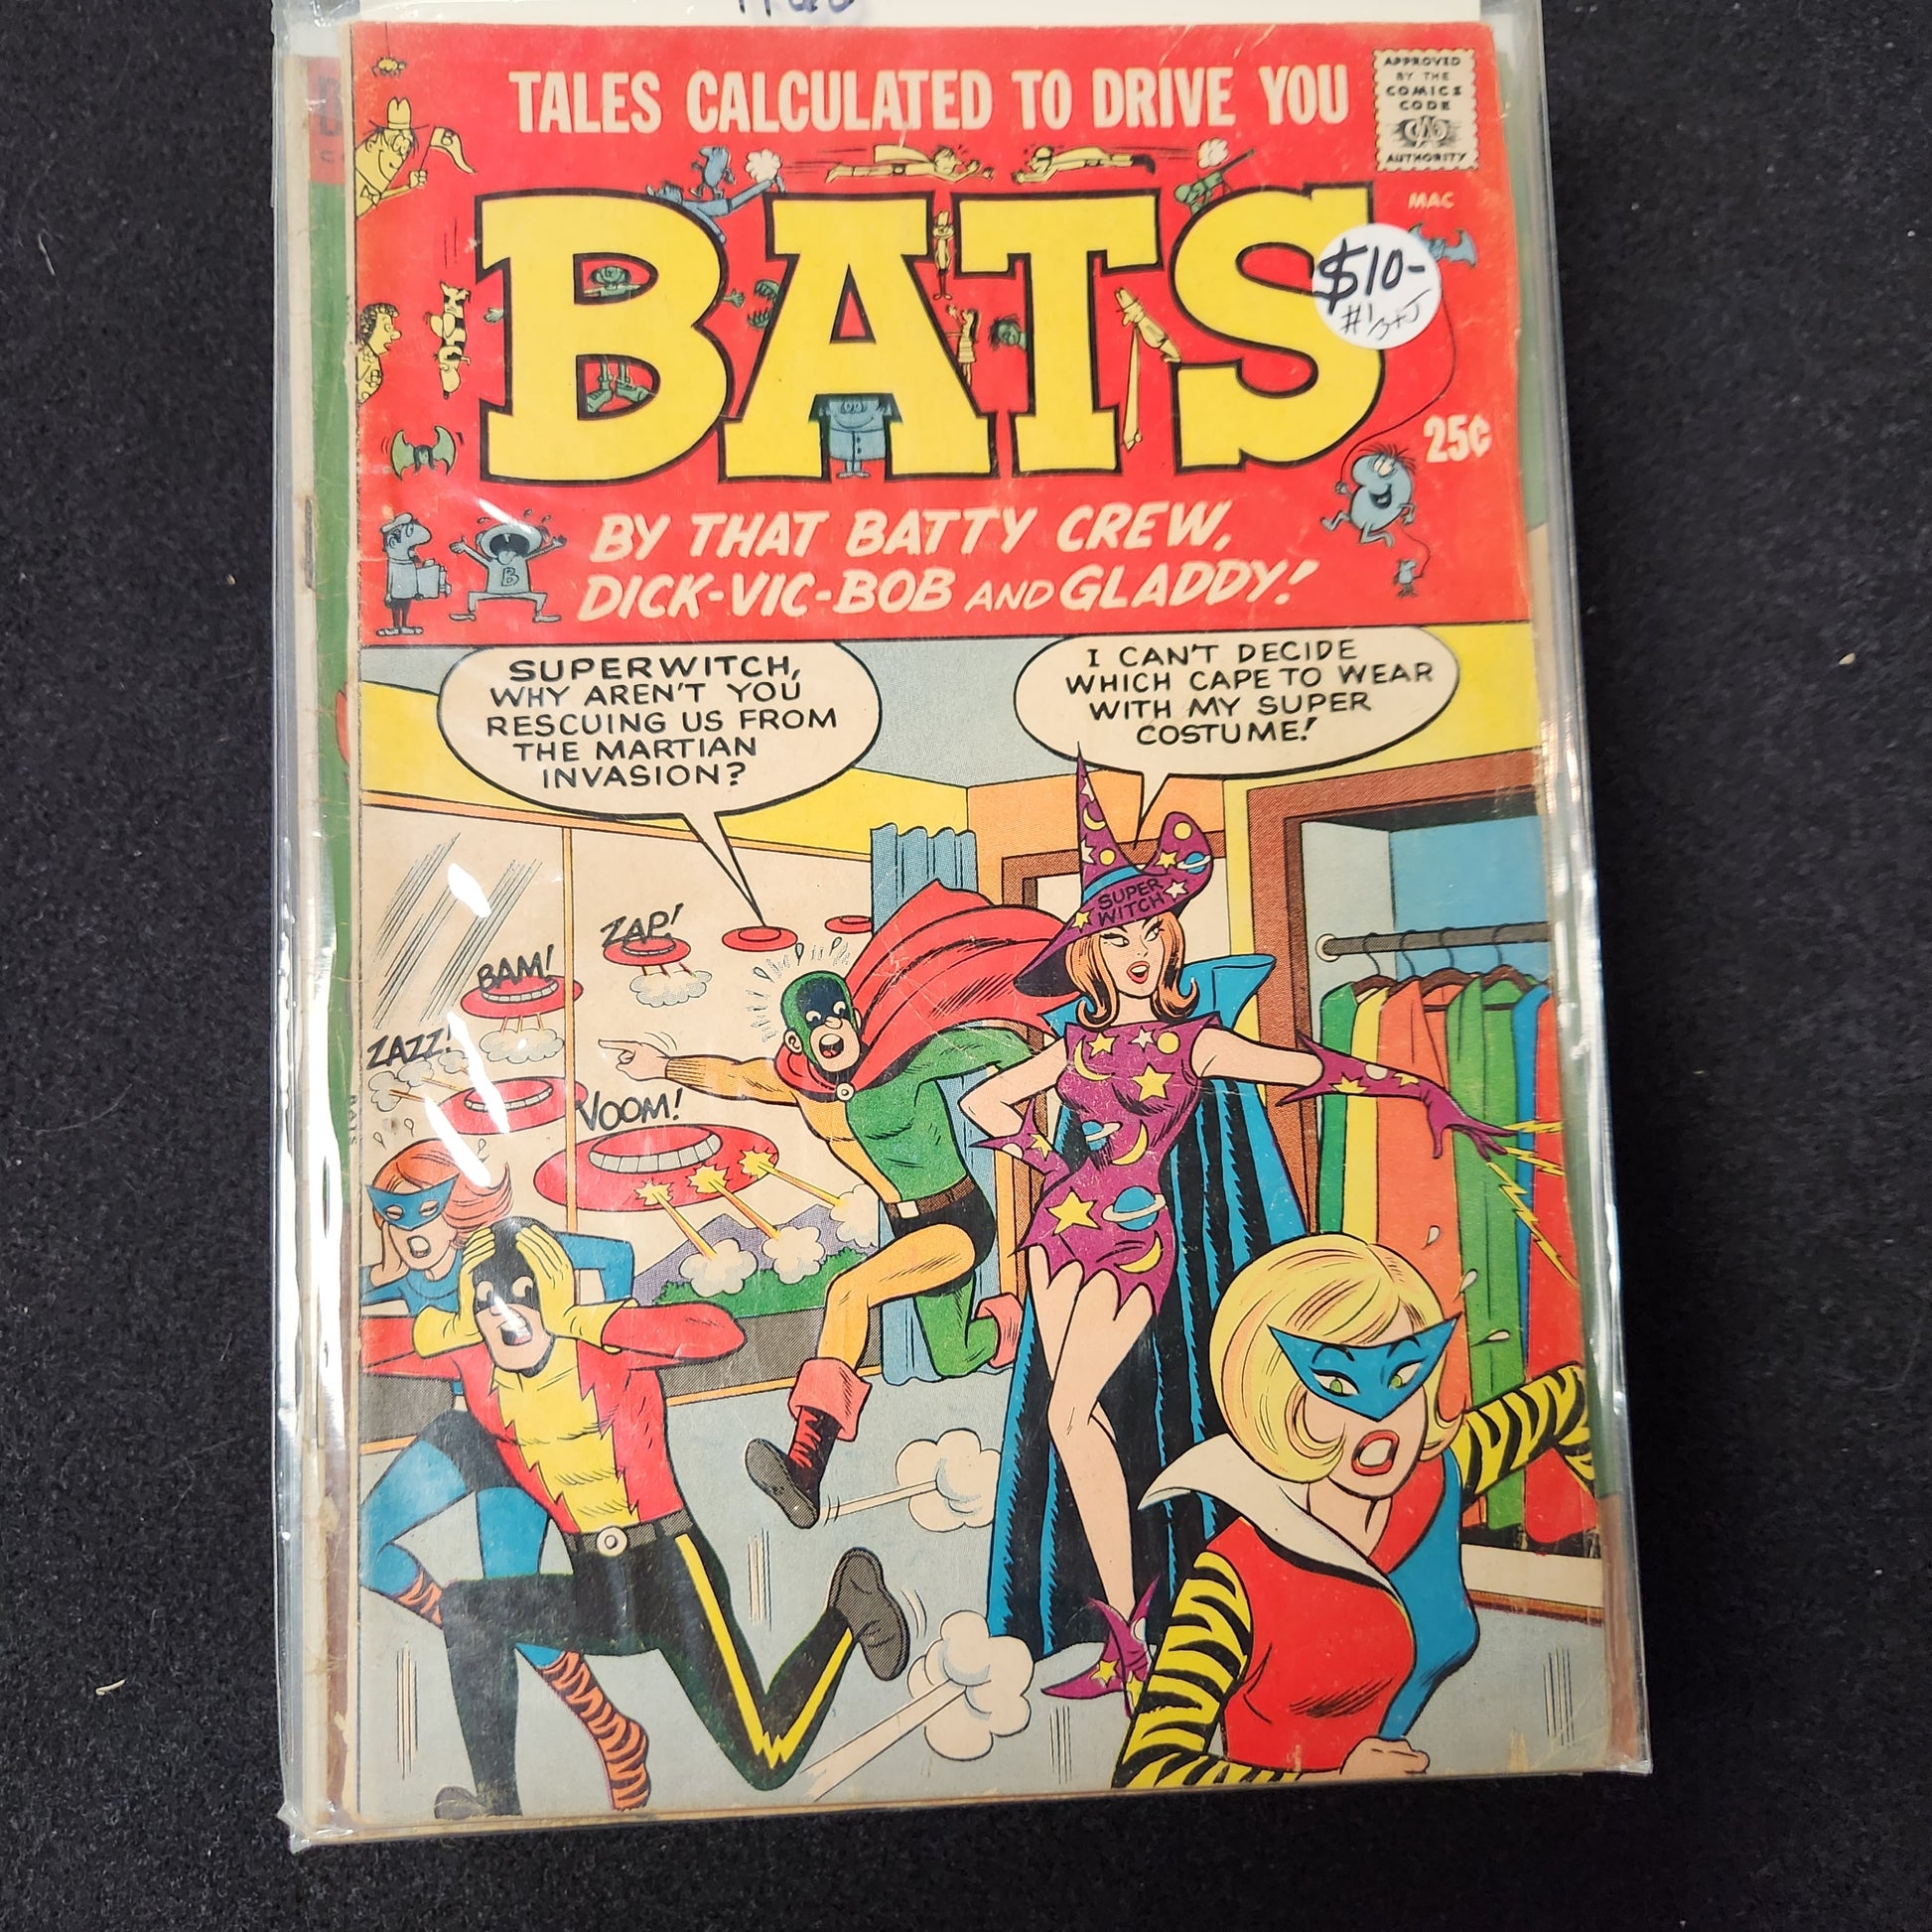 TALES CALCULATED TO DRIVE YOU
APPROVED
BY THE
COMICS
CODE
AUTHORITY
MAC
BATS
B
$10-
#1
25¢
B
BY THAT BATTY CREW,
DICK-VIC-BOB AND GLADDY!
SUPERWITCH,
WHY AREN'T YOU
RESCUING US FROM
THE MARTIAN
INVASION?
I CAN'T DECIDE
WHICH CAPE TO WEAR
WITH MY SUPER
COSTUME!
SUPER
WITCH
ZAP!
BAM!
ZAZZ!
VOOM!